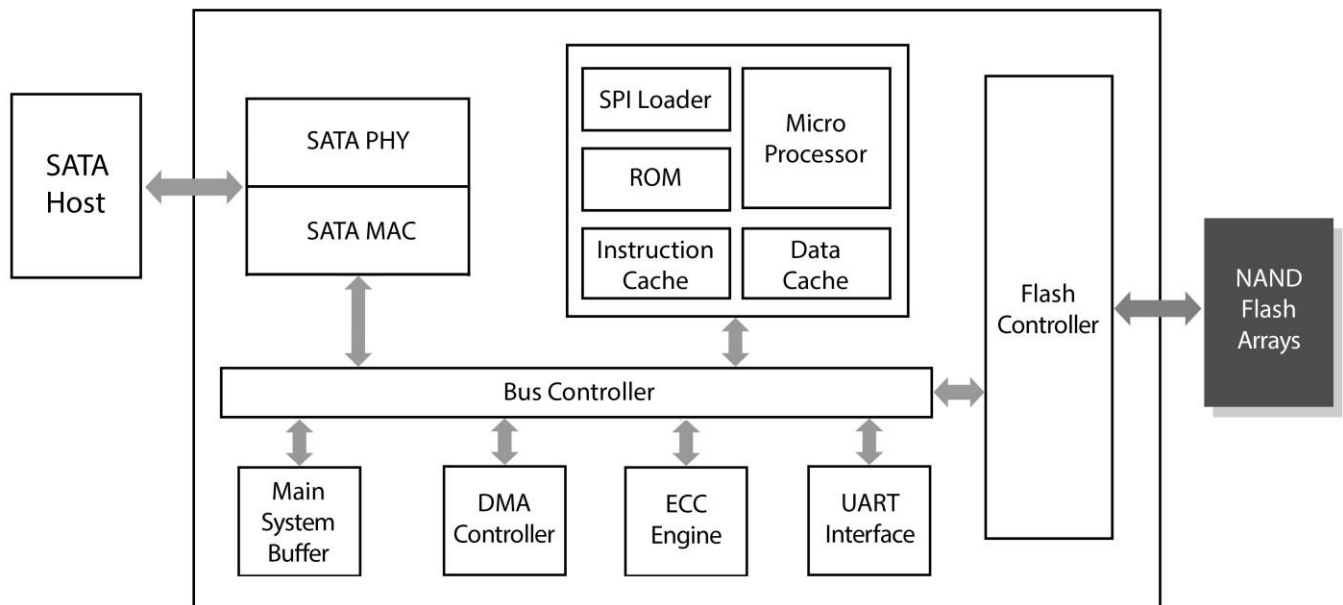 SATA
Host
SATA PHY
SATA MAC
SPI Loader
ROM
Instruction
Cache
Micro
Processor
Data
Cache
Flash
Controller
NAND
Flash
Arrays
Bus Controller
Main
System
Buffer
DMA
Controller
ECC
Engine
UART
Interface